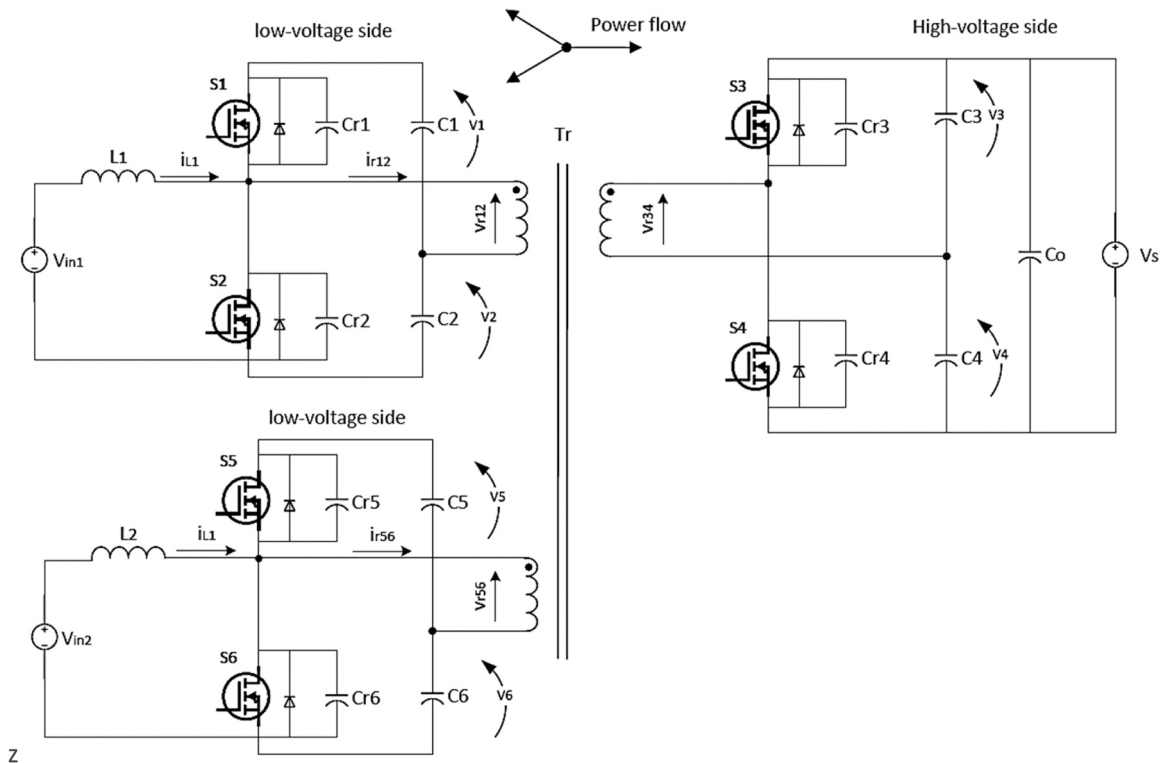 low-voltage side
Power flow
High-voltage side
S1
Cr1
C1
V1
L1
iL1
ir12
Vr12
Vin1
S2
Cr2
C2
V2
Tr
S3
Cr3
C3
V3
Vr34
Co
Vs
S4
Cr4
C4
V4
low-voltage side
S5
Cr5
C5
V5
L2
iL1
ir56
Vr56
Vin2
S6
Cr6
C6
V6
Z